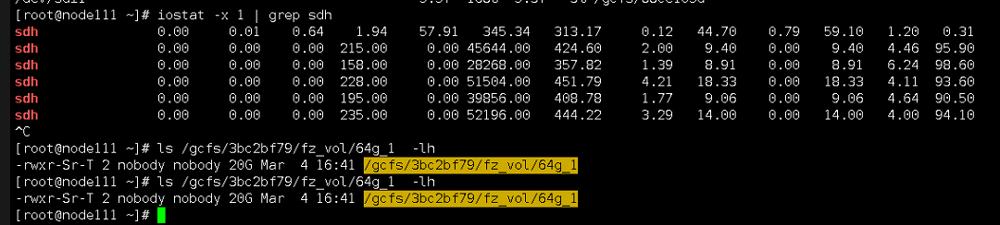 [root@node111 ~]# iostat -x 1 | grep sdh
sdh 0.00 0.01 0.64 1.94 57.91 345.34 313.17 0.12 44.70 0.79 59.10 1.20 0.31
sdh 0.00 0.00 0.00 215.00 0.00 45644.00 424.60 2.00 9.40 0.00 9.40 4.46 95.90
sdh 0.00 0.00 0.00 158.00 0.00 28268.00 357.82 1.39 8.91 0.00 8.91 6.24 98.60
sdh 0.00 0.00 0.00 228.00 0.00 51504.00 451.79 4.21 18.33 0.00 18.33 4.11 93.60
sdh 0.00 0.00 0.00 195.00 0.00 39856.00 408.78 1.77 9.06 0.00 9.06 4.64 90.50
sdh 0.00 0.00 0.00 235.00 0.00 52196.00 444.22 3.29 14.00 0.00 14.00 4.00 94.10
^C
[root@node111 ~]# ls /gcfs/3bc2bf79/fz_vol/64g_1 -lh
-rwxr-Sr-T 2 nobody nobody 20G Mar 4 16:41 /gcfs/3bc2bf79/fz_vol/64g_1
[root@node111 ~]# ls /gcfs/3bc2bf79/fz_vol/64g_1 -lh
-rwxr-Sr-T 2 nobody nobody 20G Mar 4 16:41 /gcfs/3bc2bf79/fz_vol/64g_1
[root@node111 ~]#